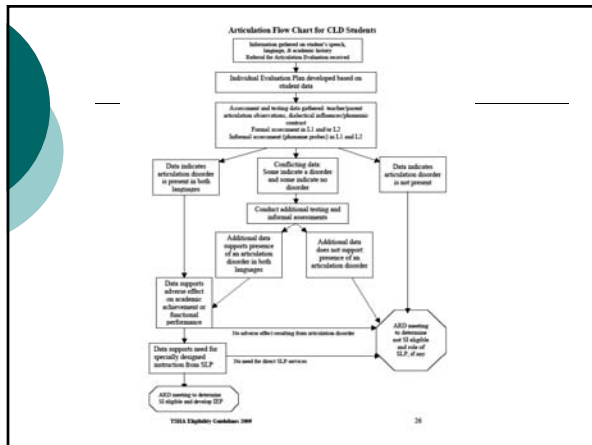 Articulation Flow Chart for CLD Students
Information gathered on student's speech,
language, & academic history
Referral for Articulation Evaluation received
Individual Evaluation Plan developed based on
student data
Assessment and testing data gathered: teacher/parent
articulation observations, dialectical influences/phonemic
contrast
Formal assessment in L1 and/or L2
Informal assessment (phoneme probes) in L1 and L2
Data indicates
articulation disorder
is present in both
languages
Conflicting data:
Some indicate a disorder
and some indicate no
disorder
Data indicates
articulation disorder
is not present
Conduct additional testing and
informal assessments
Additional data
supports presence
of an articulation
disorder in both
languages
Additional data
does not support
presence of an
articulation disorder
Data supports
adverse effect
on academic
achievement or
functional
performance
No adverse effect resulting from articulation disorder
ARD meeting
to determine
not SI eligible
and role of
SLP, if any
Data supports need for
specially designed
instruction from SLP
No need for direct SLP services
ARD meeting to determine
SI eligible and develop IEP
TSHA Eligibility Guidelines 2009
26